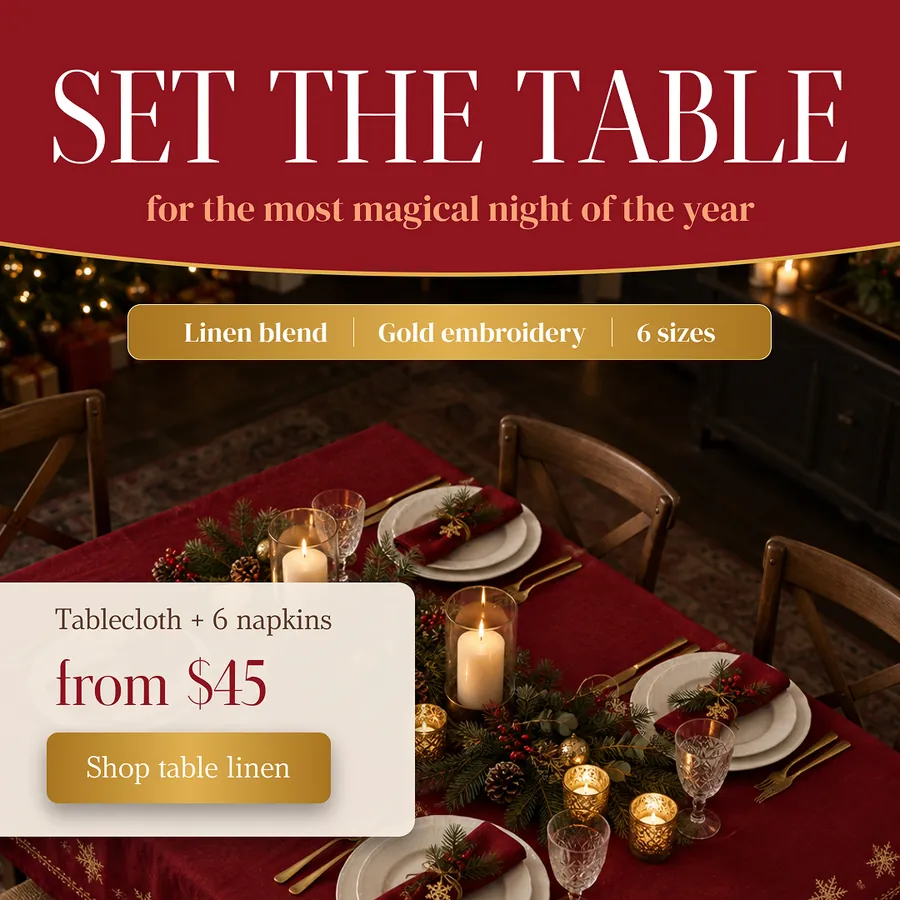 SET THE TABLE
for the most magical night of the year
Linen blend | Gold embroidery | 6 sizes
Tablecloth + 6 napkins
from $45
Shop table linen